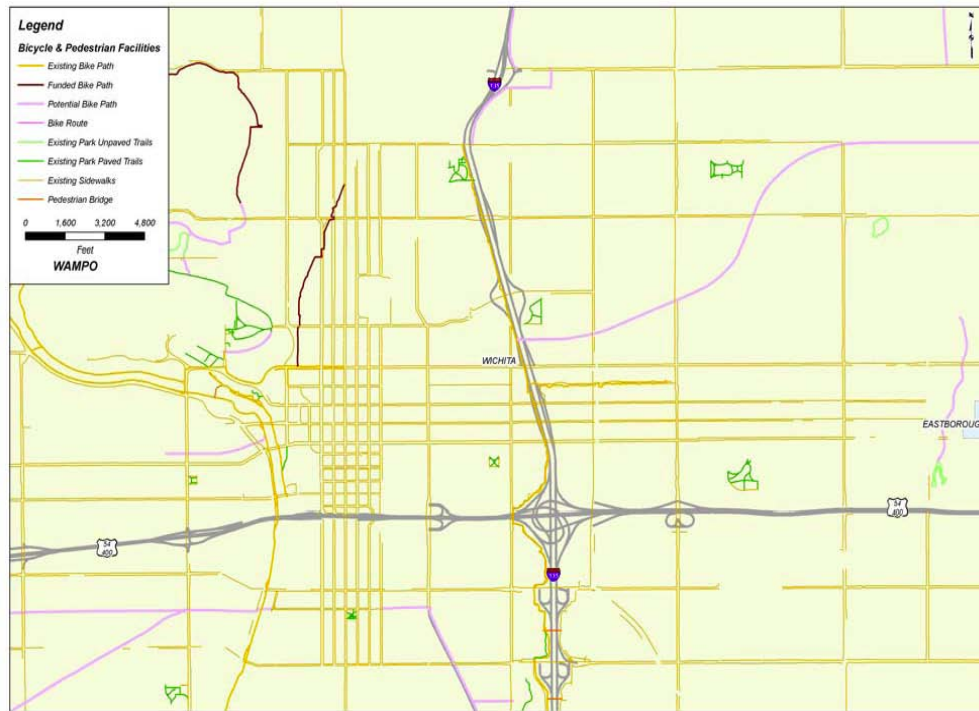 Legend
Bicycle & Pedestrian Facilities
Existing Bike Path
Funded Bike Path
Potential Bike Path
Bike Route
Existing Park Unpaved Trails
Existing Park Paved Trails
Existing Sidewalks
Pedestrian Bridge
0 1,600 3,200 4,800
Feet
WAMPO
WICHITA
EASTBOROUG
54
400
54
400
135